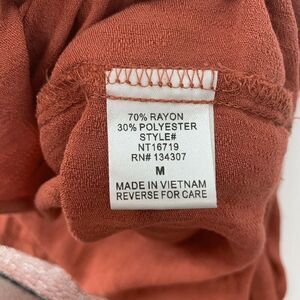 70% RAYON
30% POLYESTER
STYLE#
NT16719
RN# 134307
M
MADE IN VIETNAM
REVERSE FOR CARE